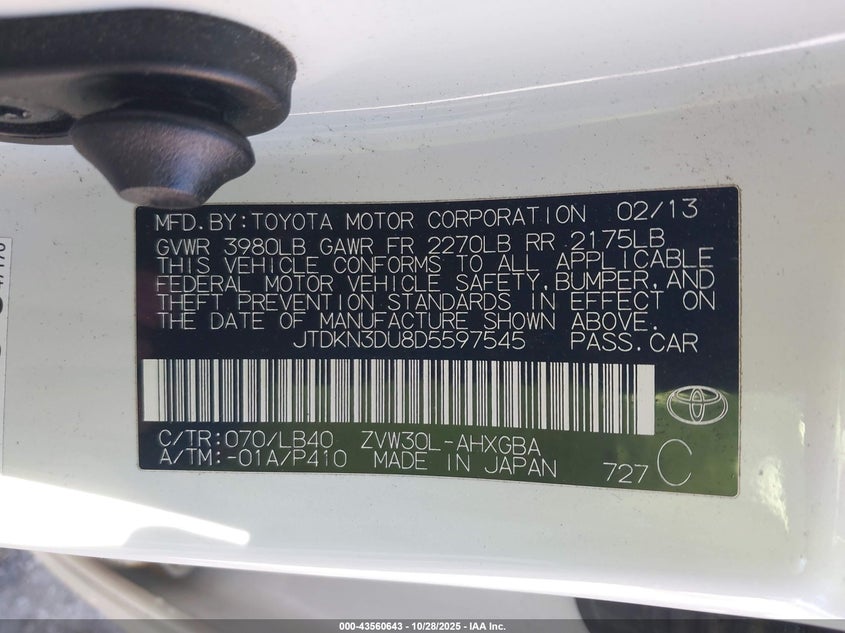 MFD.BY:TOYOTA MOTOR CORPORATION 02/13
GVWR 3980LB GAWR FR 2270LB RR 2175LB
THIS VEHICLE CONFORMS TO ALL APPLICABLE
FEDERAL MOTOR VEHICLE SAFETY,BUMPER,AND
THEFT PREVENTION STANDARDS IN EFFECT ON
THE DATE OF MANUFACTURE SHOWN ABOVE.
JTDKN3DU8D5597545 PASS.CAR
C/TR:070/LB40 ZVW30L-AHXGBA
A/TM:-01A/P410 MADE IN JAPAN 727 C
000-43560643 | 10/28/2025 | IAA Inc.